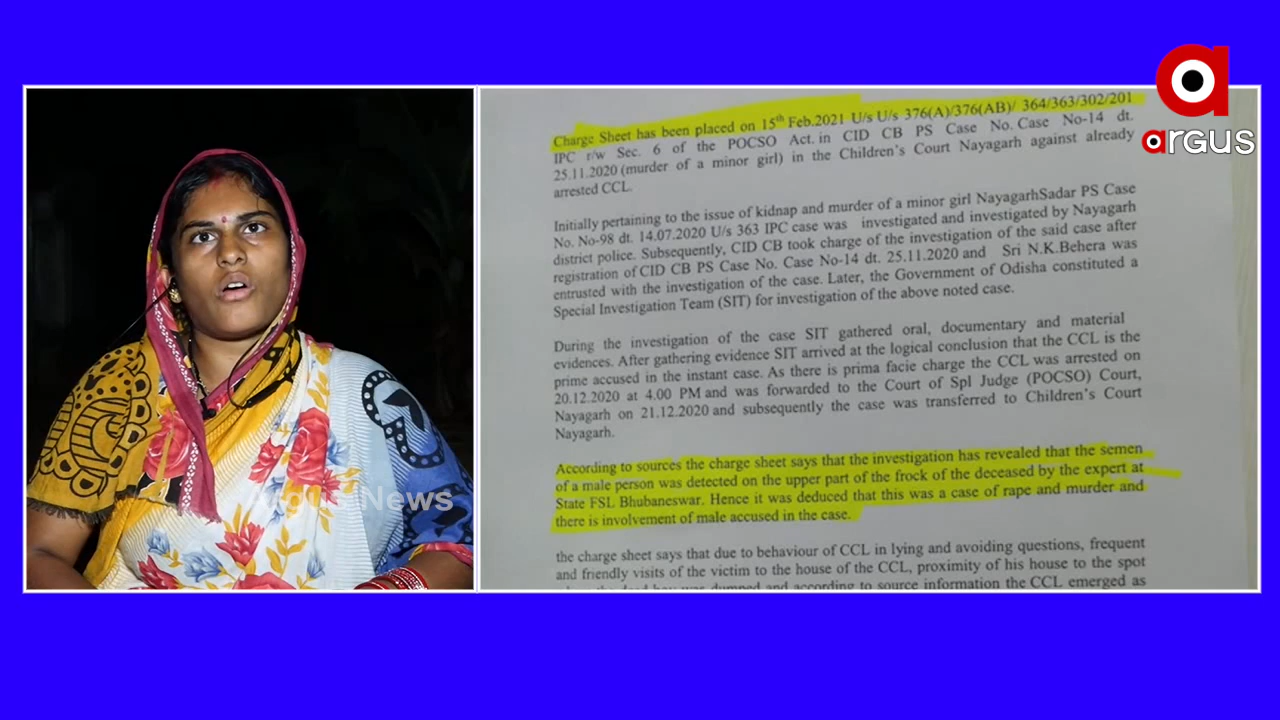 argus
Charge Sheet has been placed on 15th Feb.2021 U/s U/s 376(A)/376(AB)/ 364/363/302/201
IPC r/w Sec. 6 of the POCSO Act. in CID CB PS Case No. Case No-14 dt.
25.11.2020 (murder of a minor girl) in the Children's Court Nayagarh against already
arrested CCL.
Initially pertaining to the issue of kidnap and murder of a minor girl NayagarhSadar PS Case
No. No-98 dt. 14.07.2020 U/s 363 IPC case was investigated and investigated by Nayagarh
district police. Subsequently, CID CB took charge of the investigation of the said case after
registration of CID CB PS Case No. Case No-14 dt. 25.11.2020 and Sri N.K.Behera was
entrusted with the investigation of the case. Later, the Government of Odisha constituted a
Special Investigation Team (SIT) for investigation of the above noted case.
During the investigation of the case SIT gathered oral, documentary and material
evidences. After gathering evidence SIT arrived at the logical conclusion that the CCL is the
prime accused in the instant case. As there is prima facie charge the CCL was arrested on
20.12.2020 at 4.00 PM and was forwarded to the Court of Spl Judge (POCSO) Court,
Nayagarh on 21.12.2020 and subsequently the case was transferred to Children's Court
Nayagarh.
According to sources the charge sheet says that the investigation has revealed that the semen
of a male person was detected on the upper part of the frock of the deceased by the expert at
State FSL Bhubaneswar. Hence it was deduced that this was a case of rape and murder and
there is involvement of male accused in the case.
the charge sheet says that due to behaviour of CCL in lying and avoiding questions, frequent
and friendly visits of the victim to the house of the CCL, proximity of his house to the spot
was dumped and according to source information the CCL emerged as
Argus News